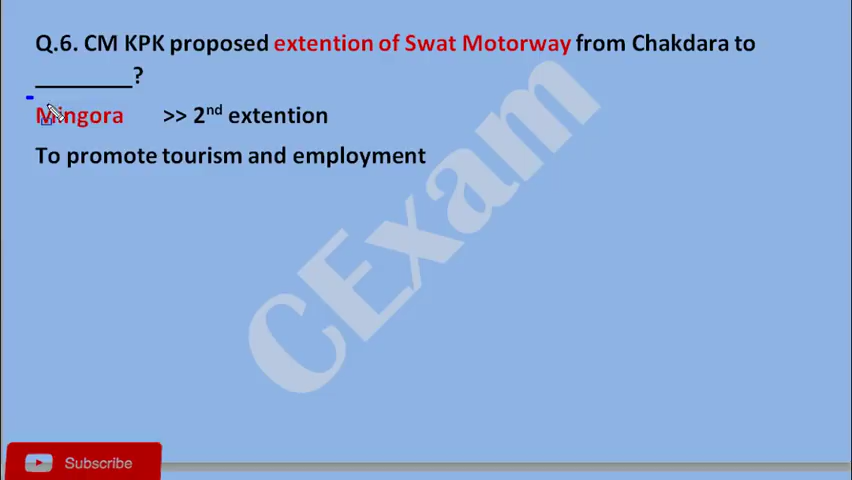 Q.6. CM KPK proposed extention of Swat Motorway from Chakdara to
________?
Mingora >> 2nd extention
To promote tourism and employment
CExam
Subscribe